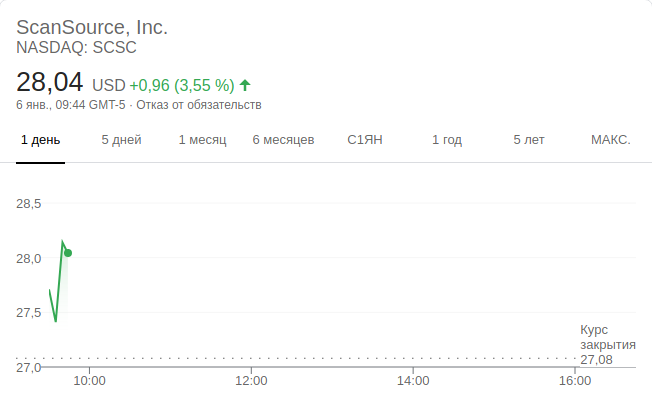 ScanSource, Inc.
NASDAQ: SCSC
28,04 USD +0,96 (3,55 %)
6 янв., 09:44 GMT-5 · Отказ от обязательств
1 день 5 дней 1 месяц 6 месяцев С1ЯН 1 год 5 лет МАКС.
28,5
28,0
27,5
Курс
закрытия
27,08
27,0
10:00 12:00 14:00 16:00